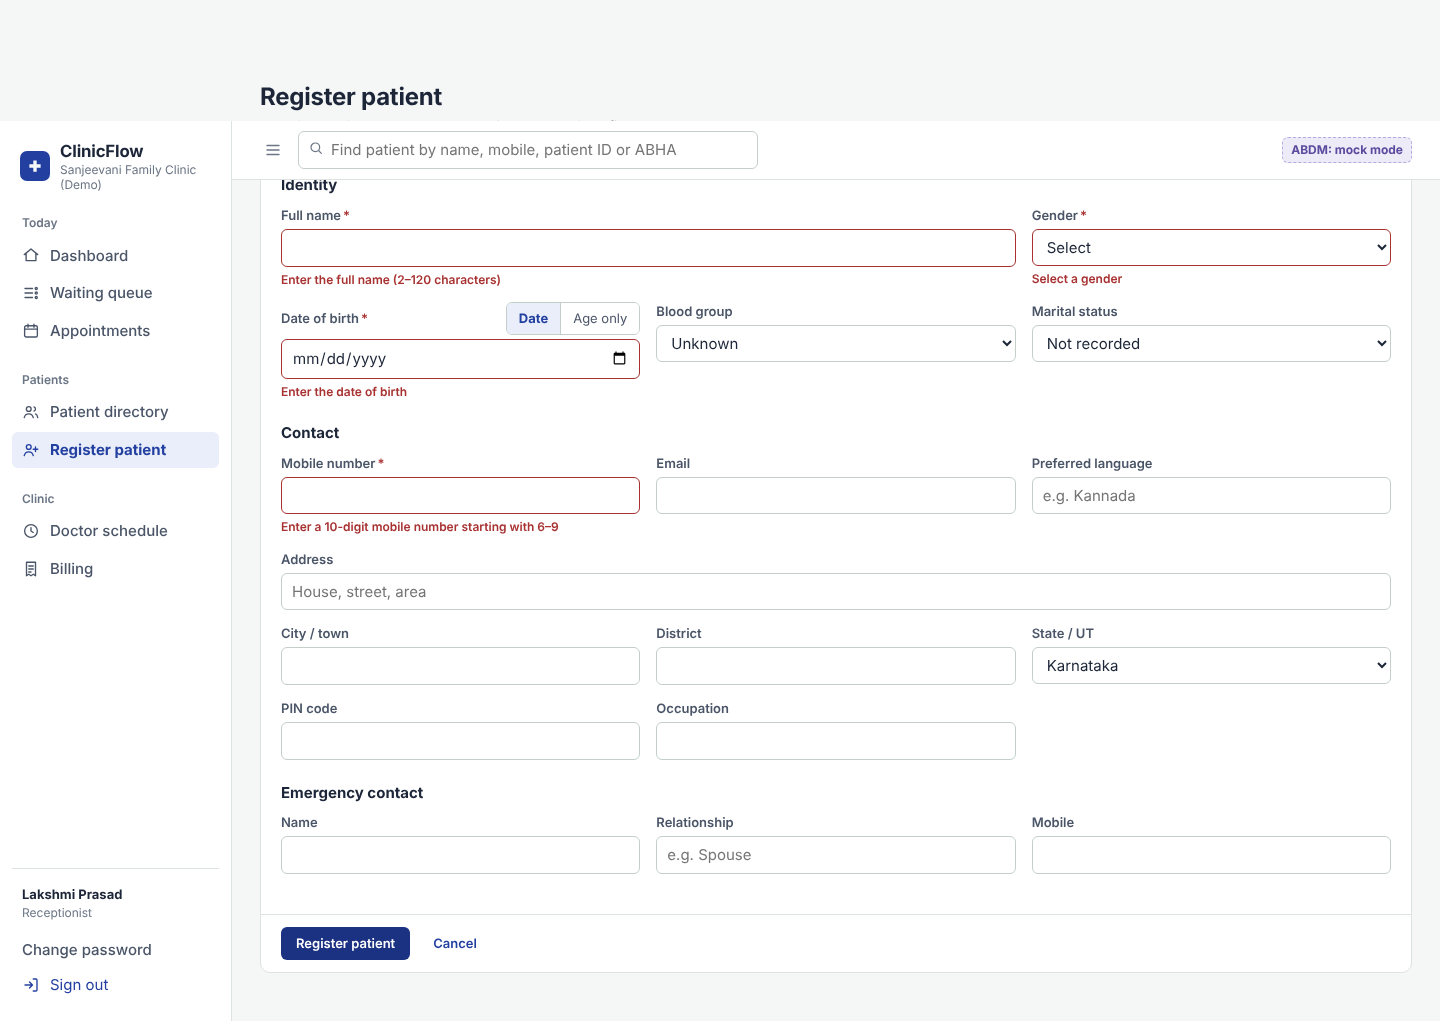 Register patient
ClinicFlow
Sanjeevani Family Clinic
(Demo)
Find patient by name, mobile, patient ID or ABHA
ABDM: mock mode
Today
Dashboard
Waiting queue
Appointments
Patients
Patient directory
Register patient
Clinic
Doctor schedule
Billing
Lakshmi Prasad
Receptionist
Change password
Sign out
Identity
Full name *
Gender *
Select
Enter the full name (2–120 characters)
Select a gender
Date of birth *
Date
Age only
Blood group
Marital status
mm/dd/yyyy
Unknown
Not recorded
Enter the date of birth
Contact
Mobile number *
Email
Preferred language
e.g. Kannada
Enter a 10-digit mobile number starting with 6–9
Address
House, street, area
City / town
District
State / UT
Karnataka
PIN code
Occupation
Emergency contact
Name
Relationship
Mobile
e.g. Spouse
Register patient
Cancel